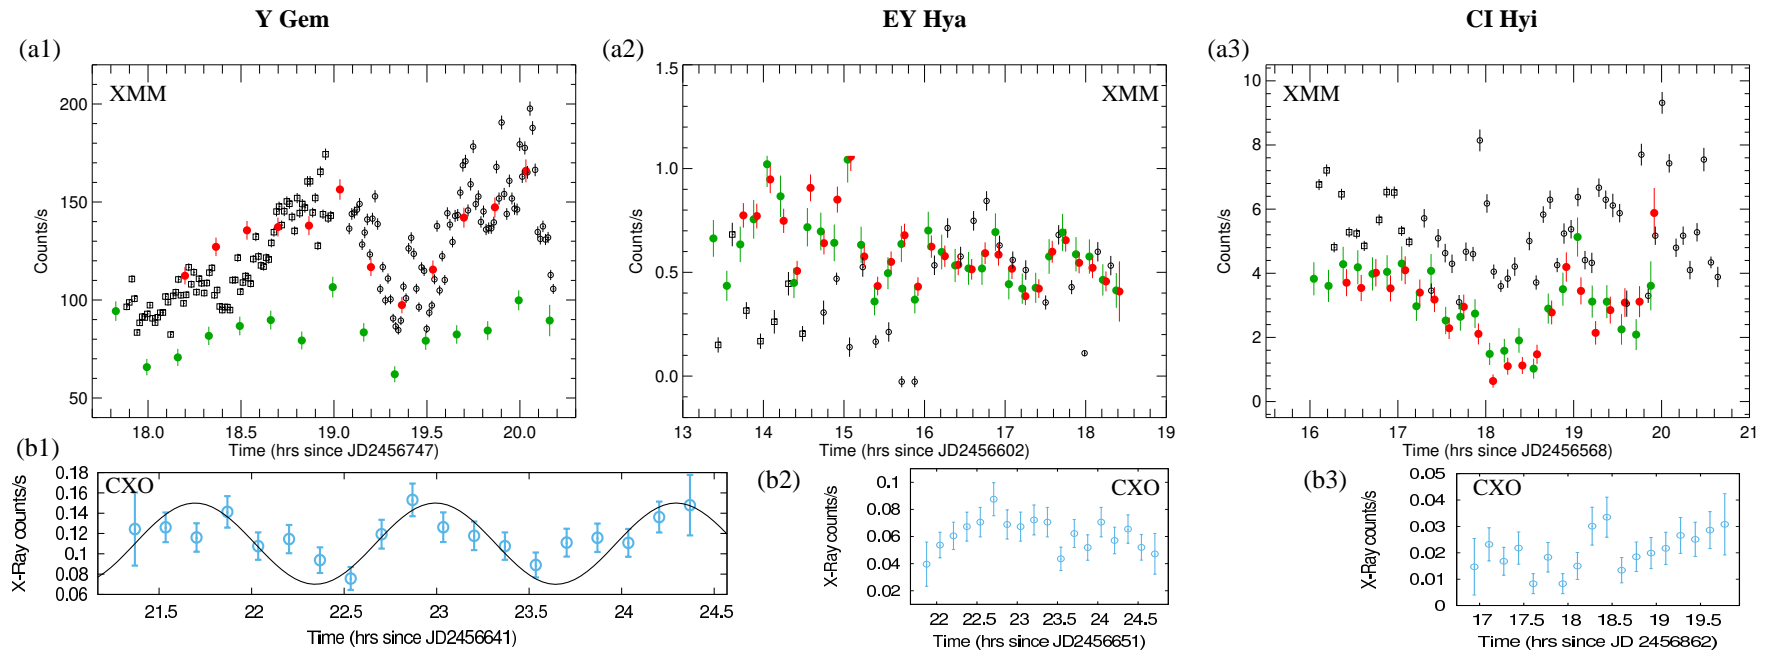 Y Gem
EY Hya
CI Hyi
(a1)
(a2)
(a3)
XMM
200
150
100
50
Counts/s
18.0 18.5 19.0 19.5 20.0
Time (hrs since JD2456747)
XMM
1.5
1.0
0.5
0.0
Counts/s
13 14 15 16 17 18 19
Time (hrs since JD2456602)
XMM
10
8
6
4
2
0
Counts/s
16 17 18 19 20 21
Time (hrs since JD2456568)
(b1)
CXO
0.18
0.16
0.14
0.12
0.1
0.08
0.06
X-Ray counts/s
21.5 22 22.5 23 23.5 24 24.5
Time (hrs since JD2456641)
(b2)
CXO
0.1
0.08
0.06
0.04
0.02
X-Ray counts/s
22 22.5 23 23.5 24 24.5
Time (hrs since JD2456651)
(b3)
CXO
0.05
0.04
0.03
0.02
0.01
0
X-Ray counts/s
17 17.5 18 18.5 19 19.5
Time (hrs since JD 2456862)